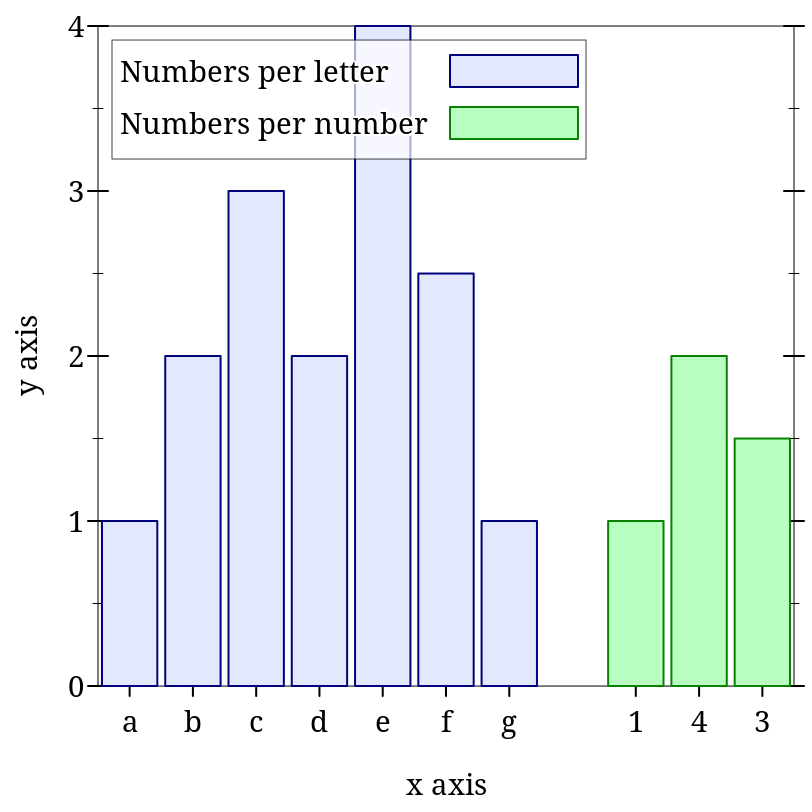 4
Numbers per letter
Numbers per number
3
y axis
2
1
0
a b c d e f g 1 4 3
x axis